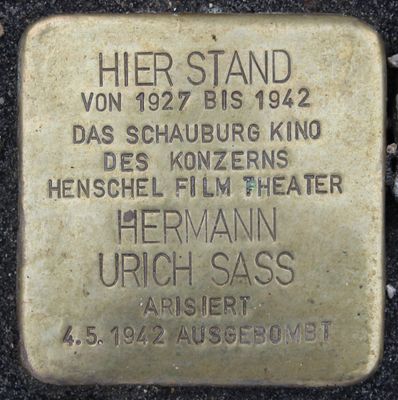 HIER STAND
VON 1927 BIS 1942
DAS SCHAUBURG KINO
DES KONZERNS
HENSCHEL FILM THEATER
HERMANN
URICH SASS
ARISIERT
4.5.1942 AUSGEBOMBT